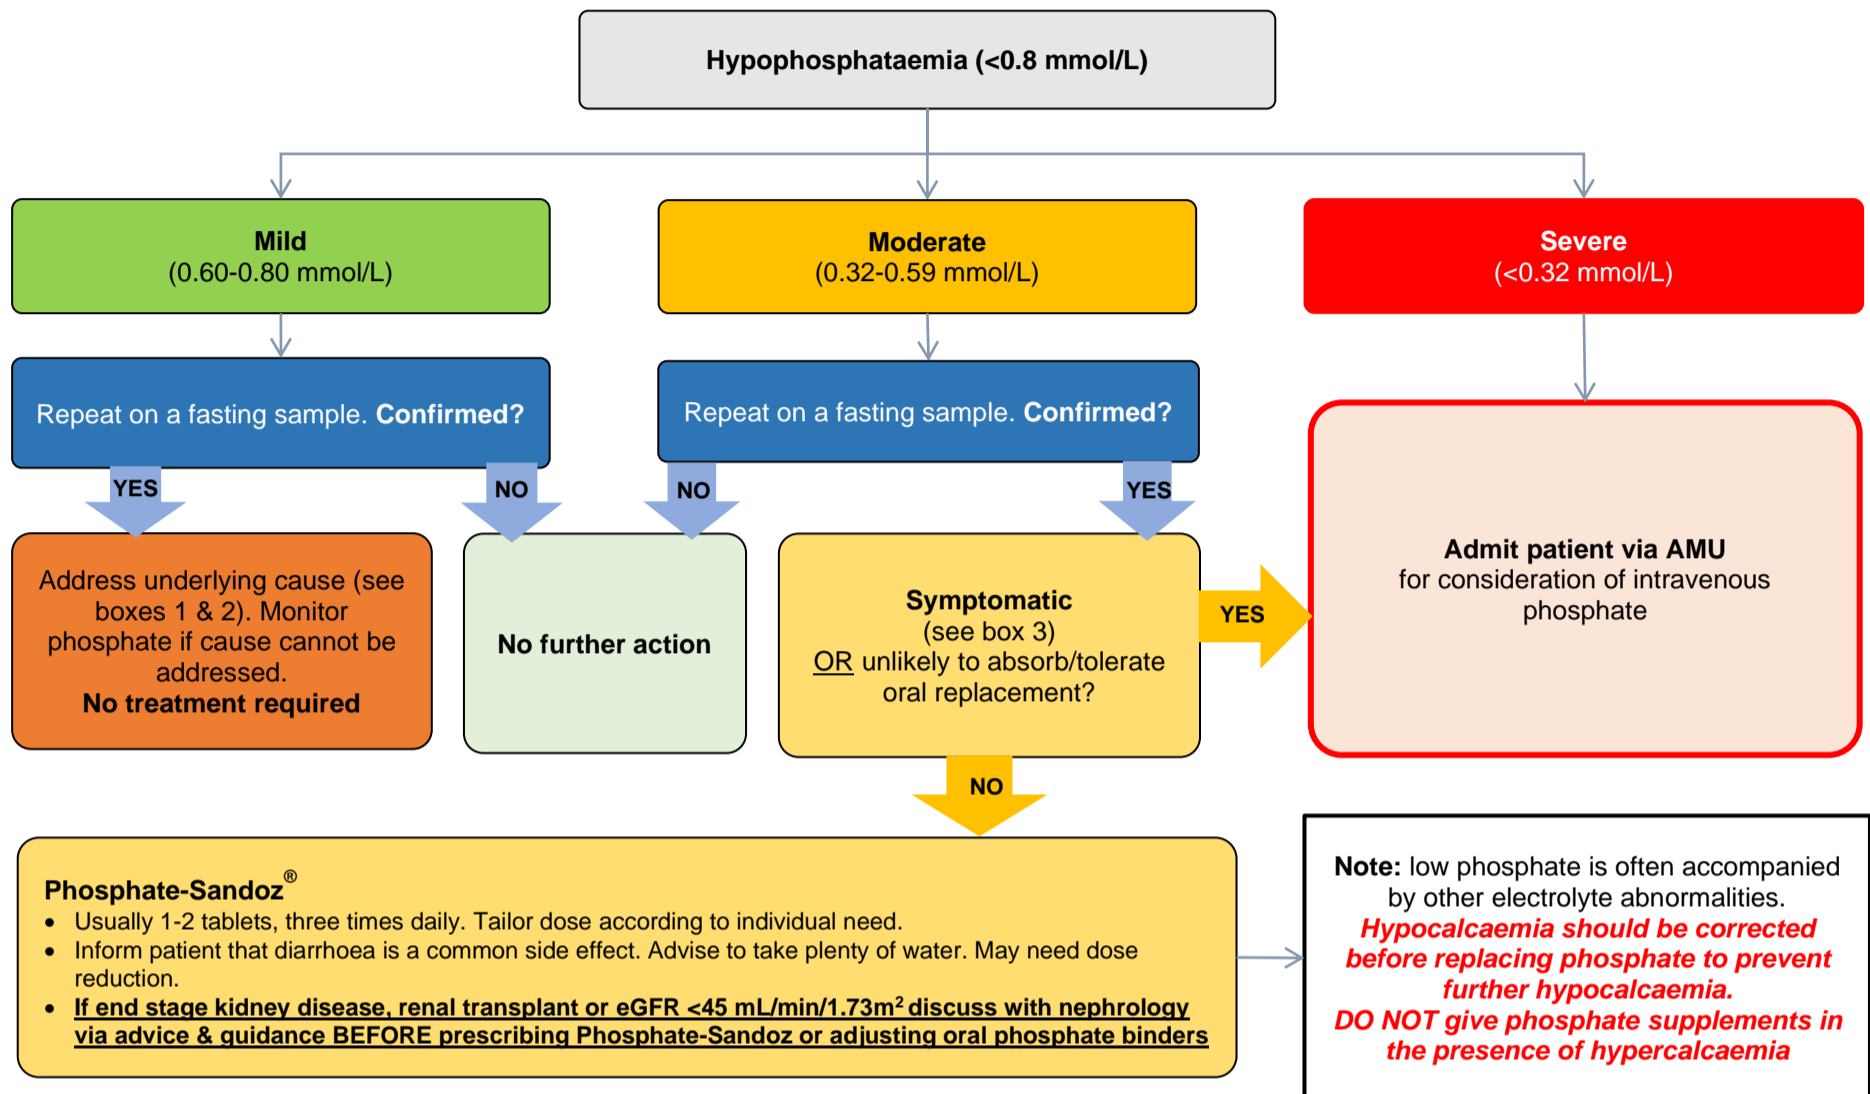 Hypophosphataemia (<0.8 mmol/L)
Mild
(0.60-0.80 mmol/L)
Moderate
(0.32-0.59 mmol/L)
Severe
(<0.32 mmol/L)
Repeat on a fasting sample. Confirmed?
Repeat on a fasting sample. Confirmed?
YES
NO
NO
YES
Address underlying cause (see
boxes 1 & 2). Monitor
phosphate if cause cannot be
addressed.
No treatment required
No further action
Symptomatic
(see box 3)
OR unlikely to absorb/tolerate
oral replacement?
YES
Admit patient via AMU
for consideration of intravenous
phosphate
NO
Phosphate-Sandoz®
• Usually 1-2 tablets, three times daily. Tailor dose according to individual need.
• Inform patient that diarrhoea is a common side effect. Advise to take plenty of water. May need dose
reduction.
• If end stage kidney disease, renal transplant or eGFR <45 mL/min/1.73m² discuss with nephrology
via advice & guidance BEFORE prescribing Phosphate-Sandoz or adjusting oral phosphate binders
Note: low phosphate is often accompanied
by other electrolyte abnormalities.
Hypocalcaemia should be corrected
before replacing phosphate to prevent
further hypocalcaemia.
DO NOT give phosphate supplements in
the presence of hypercalcaemia